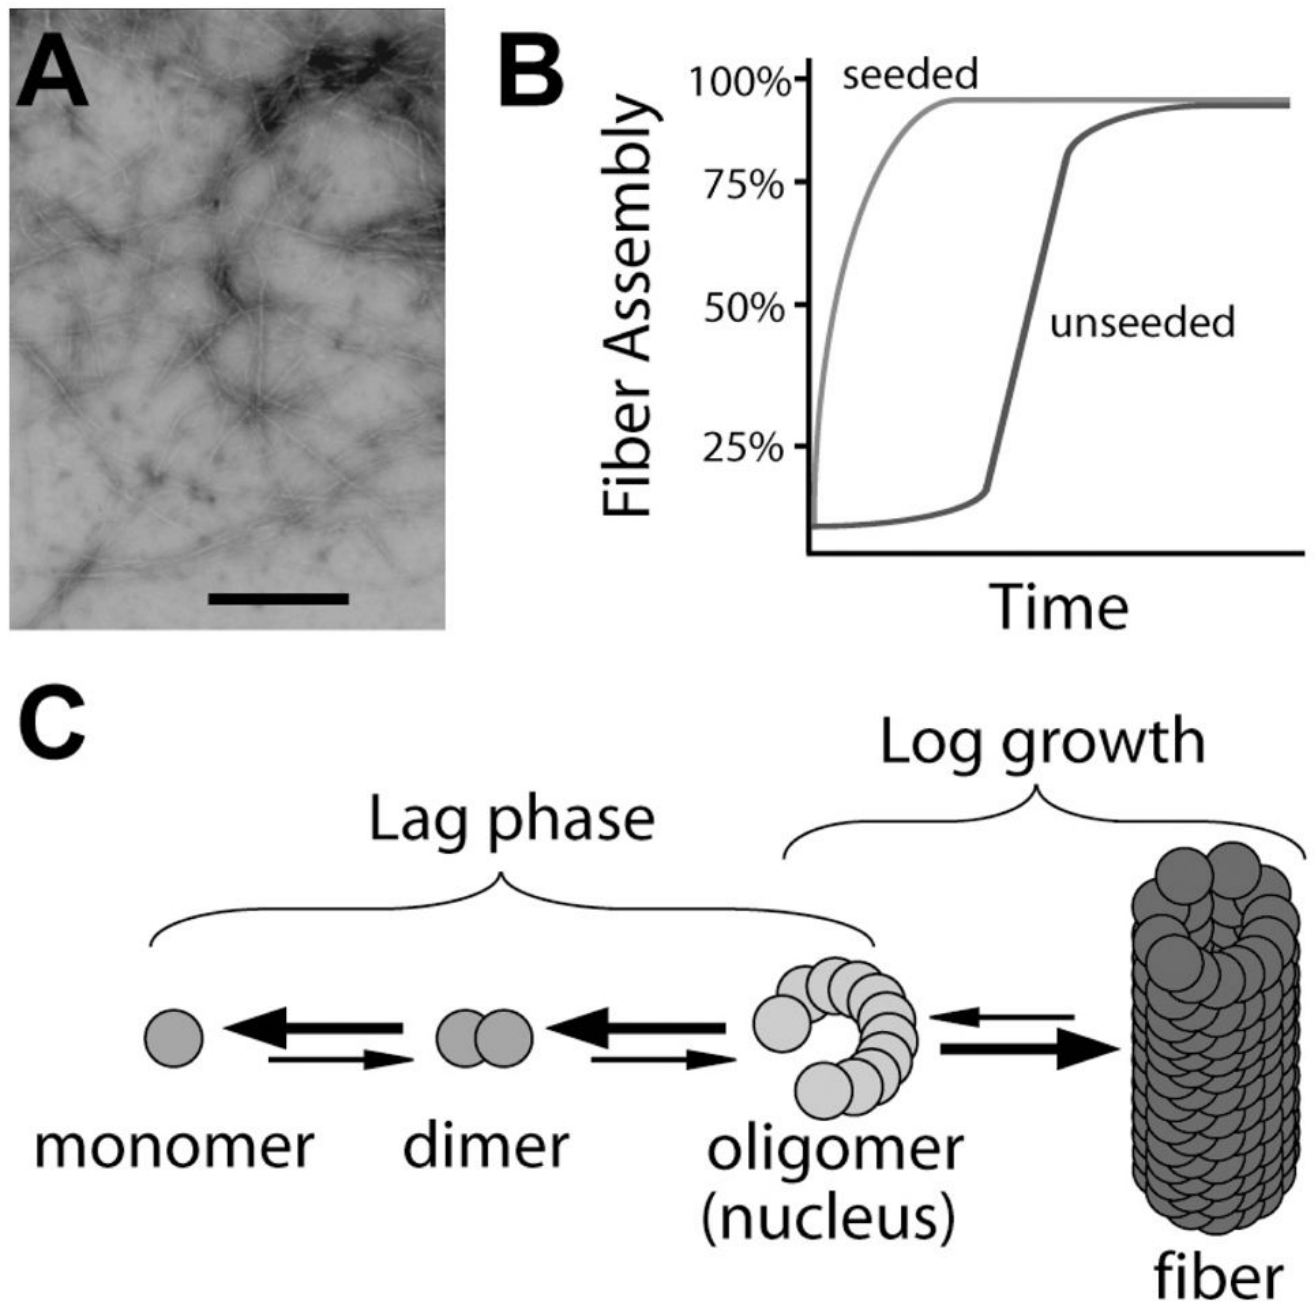 A
B
100%
75%
50%
25%
Fiber Assembly
seeded
unseeded
Time
C
Lag phase
Log growth
monomer
dimer
oligomer
(nucleus)
fiber